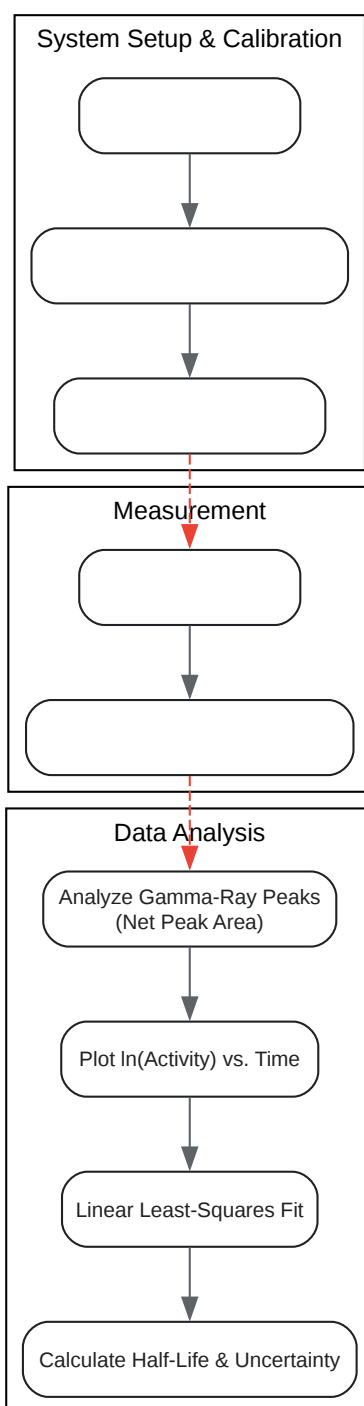 System Setup & Calibration
Measurement
Data Analysis
Analyze Gamma-Ray Peaks
(Net Peak Area)
Plot ln(Activity) vs. Time
Linear Least-Squares Fit
Calculate Half-Life & Uncertainty